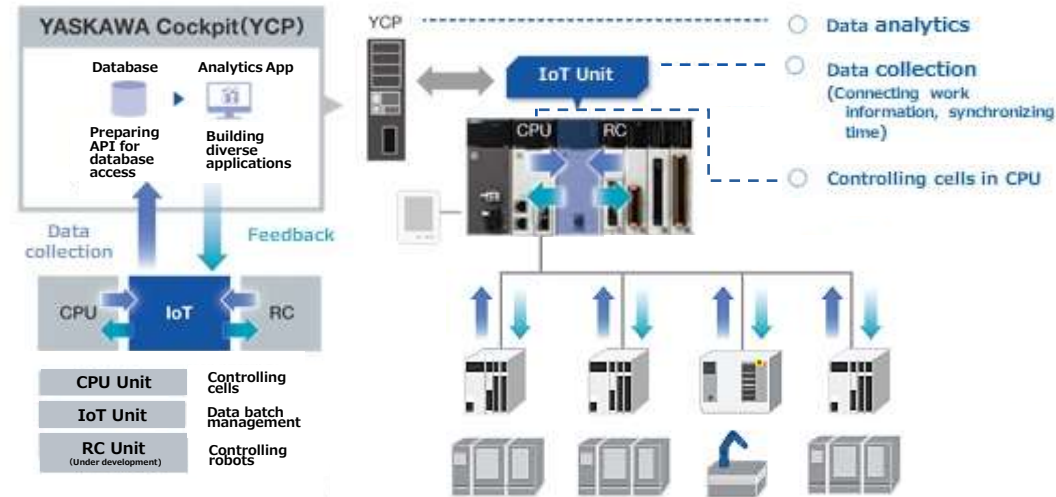 YASKAWA Cockpit(YCP)
Database
Analytics App
Preparing
API for
database
access
Building
diverse
applications
Data
collection
Feedback
CPU
IoT
RC
CPU Unit
Controlling
cells
IoT Unit
Data batch
management
RC Unit
(Under development)
Controlling
robots
YCP
IoT Unit
CPU
RC
Data analytics
Data collection
(Connecting work
information, synchronizing
time)
Controlling cells in CPU